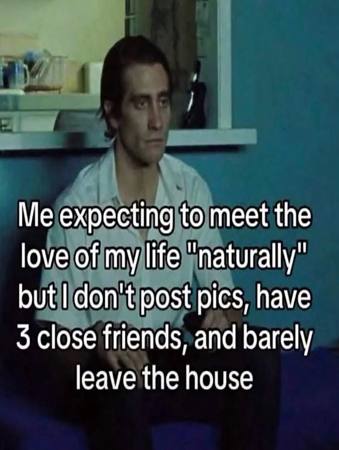 Me expecting to meet the
love of my life "naturally"
but I don't post pics, have
3 close friends, and barely
leave the house